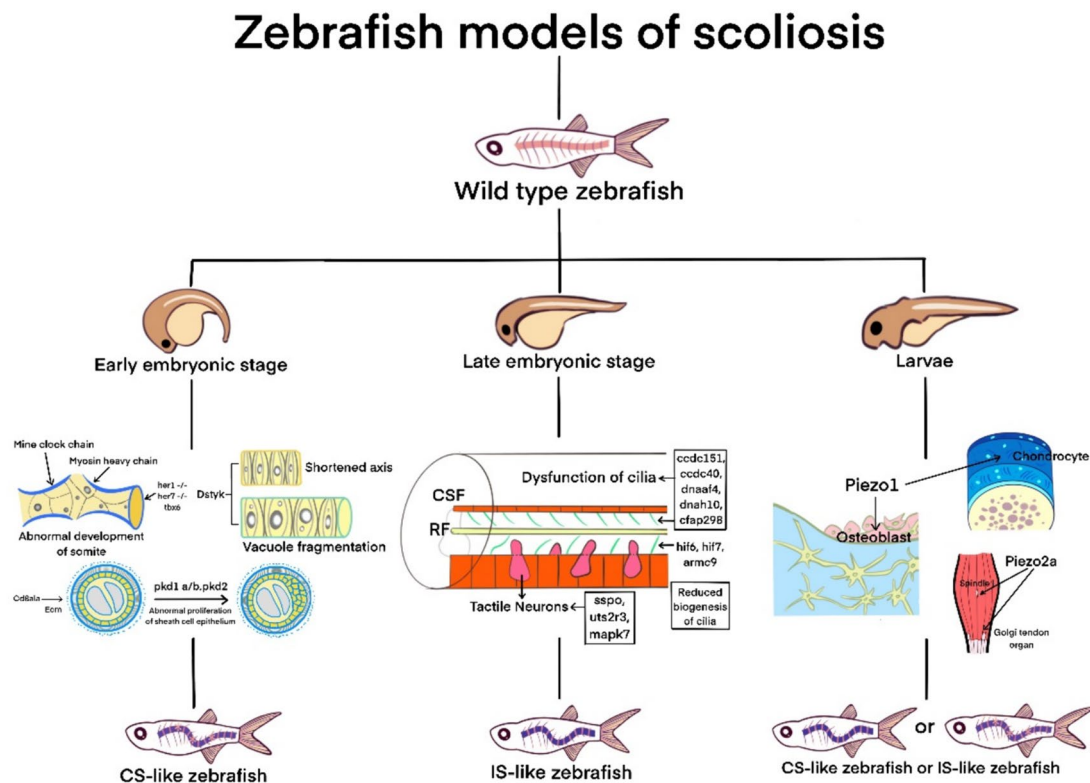 Zebrafish models of scoliosis
Wild type zebrafish
Early embryonic stage
Late embryonic stage
Larvae
Mine clock chain
Myosin heavy chain
her1 -/-
her7 -/-
tbx6
Abnormal development
of somite
Dstyk
Shortened axis
Vacuole fragmentation
Cd8ala
Ecrn
pkd1 a/b.pkd2
Abnormal proliferation
of sheath cell epithelium
CSF
RF
Dysfunction of cilia
ccdc151,
ccdc40,
dnaaf4,
dnah10,
cfap298
hif6, hif7,
armc9
Tactile Neurons
sspo,
uts2r3,
mapk7
Reduced
biogenesis
of cilia
Piezo1
Chondrocyte
Osteoblast
Spindle
Piezo2a
Golgi tendon
organ
CS-like zebrafish
IS-like zebrafish
or
CS-like zebrafish or IS-like zebrafish